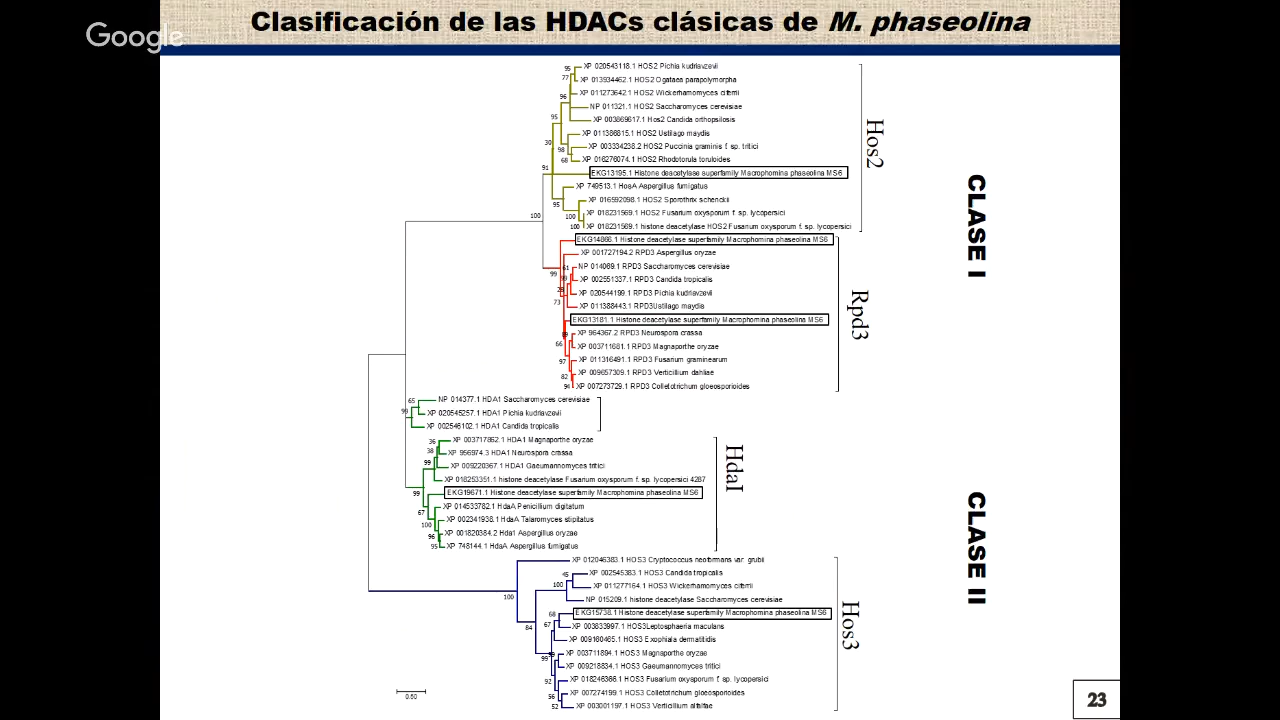 Google
Clasificación de las HDACs clásicas de M. phaseolina
XP 020543118.1 HOS2 Pichia kudriavzevii
XP 013934462.1 HOS2 Ogataea parapolymorpha
XP 011273642.1 HOS2 Wickerhamomyces ciferrii
NP 011321.1 HOS2 Saccharomyces cerevisiae
XP 003869617.1 Hos2 Candida orthopsilosis
XP 011386815.1 HOS2 Ustilago maydis
XP 003334238.2 HOS2 Puccinia graminis f. sp. tritici
XP 016276074.1 HOS2 Rhodotorula toruloides
EKG13195.1 Histone deacetylase superfamily Macrophomina phaseolina MS6
XP 749513.1 HosA Aspergillus fumigatus
XP 016592098.1 HOS2 Sporothrix schenckii
XP 018231569.1 HOS2 Fusarium oxysporum f. sp. lycopersici
XP 018231569.1 histone deacetylase HOS2 Fusarium oxysporum f. sp. lycopersici
Hos2
EKG14866.1 Histone deacetylase superfamily Macrophomina phaseolina MS6
XP 001727194.2 RPD3 Aspergillus oryzae
NP 014069.1 RPD3 Saccharomyces cerevisiae
XP 002551337.1 RPD3 Candida tropicalis
XP 020544199.1 RPD3 Pichia kudriavzevii
XP 011388443.1 RPD3Ustilago maydis
EKG13181.1 Histone deacetylase superfamily Macrophomina phaseolina MS6
XP 964367.2 RPD3 Neurospora crassa
XP 003711681.1 RPD3 Magnaporthe oryzae
XP 011316491.1 RPD3 Fusarium graminearum
XP 009657309.1 RPD3 Verticillium dahliae
XP 007273729.1 RPD3 Colletotrichum gloeosporioides
Rpd3
CLASE I
NP 014377.1 HDA1 Saccharomyces cerevisiae
XP 020545257.1 HDA1 Pichia kudriavzevii
XP 002546102.1 HDA1 Candida tropicalis
XP 003717862.1 HDA1 Magnaporthe oryzae
XP 956974.3 HDA1 Neurospora crassa
XP 009220367.1 HDA1 Gaeumannomyces tritici
XP 018253351.1 histone deacetylase Fusarium oxysporum f. sp. lycopersici 4287
EKG19671.1 Histone deacetylase superfamily Macrophomina phaseolina MS6
XP 014533782.1 HdaA Penicillium digitatum
XP 002341938.1 HdaA Talaromyces stipitatus
XP 001820384.2 Hda1 Aspergillus oryzae
XP 748144.1 HdaA Aspergillus fumigatus
HdaI
XP 012046383.1 HOS3 Cryptococcus neoformans var. grubii
XP 002545383.1 HOS3 Candida tropicalis
XP 011277164.1 HOS3 Wickerhamomyces ciferrii
NP 015209.1 histone deacetylase Saccharomyces cerevisiae
EKG15738.1 Histone deacetylase superfamily Macrophomina phaseolina MS6
XP 003833997.1 HOS3Leptosphaeria maculans
XP 009160465.1 HOS3 Exophiala dermatitidis
XP 003711894.1 HOS3 Magnaporthe oryzae
XP 009218834.1 HOS3 Gaeumannomyces tritici
XP 018246366.1 HOS3 Fusarium oxysporum f. sp. lycopersici
XP 007274199.1 HOS3 Colletotrichum gloeosporioides
XP 003001197.1 HOS3 Verticillium alfalfae
Hos3
CLASE II
0.50
23